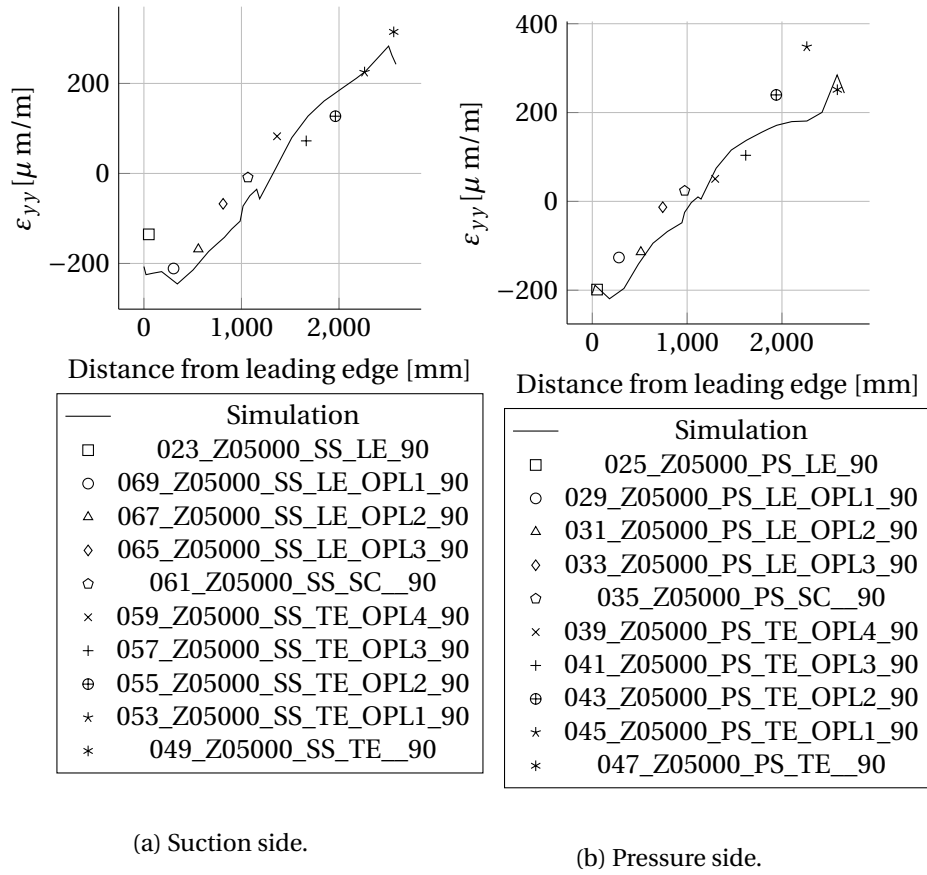 200
0
−200
ε_yy [μ m/m]
0 1,000 2,000
Distance from leading edge [mm]
Simulation
023_Z05000_SS_LE_90
069_Z05000_SS_LE_OPL1_90
067_Z05000_SS_LE_OPL2_90
065_Z05000_SS_LE_OPL3_90
061_Z05000_SS_SC__90
059_Z05000_SS_TE_OPL4_90
057_Z05000_SS_TE_OPL3_90
055_Z05000_SS_TE_OPL2_90
053_Z05000_SS_TE_OPL1_90
049_Z05000_SS_TE__90
(a) Suction side.
400
200
0
−200
ε_yy [μ m/m]
0 1,000 2,000
Distance from leading edge [mm]
Simulation
025_Z05000_PS_LE_90
029_Z05000_PS_LE_OPL1_90
031_Z05000_PS_LE_OPL2_90
033_Z05000_PS_LE_OPL3_90
035_Z05000_PS_SC__90
039_Z05000_PS_TE_OPL4_90
041_Z05000_PS_TE_OPL3_90
043_Z05000_PS_TE_OPL2_90
045_Z05000_PS_TE_OPL1_90
047_Z05000_PS_TE__90
(b) Pressure side.